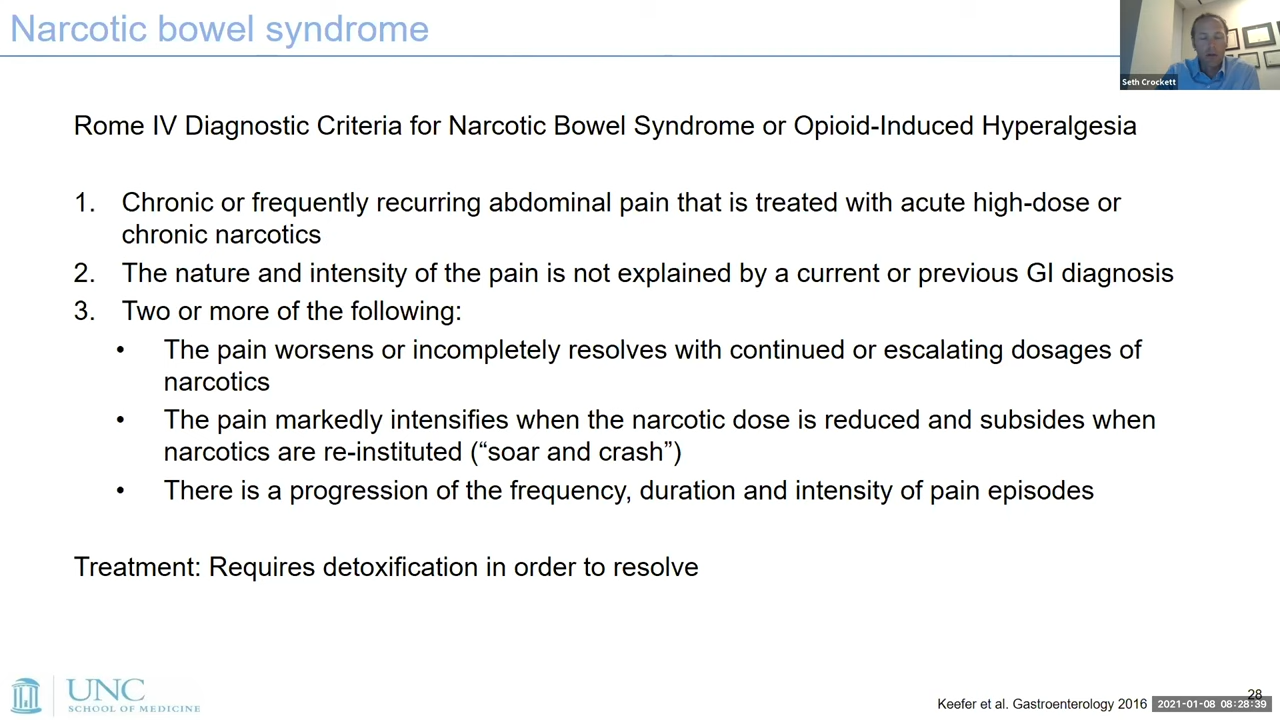 Narcotic bowel syndrome
Seth Crockett
Rome IV Diagnostic Criteria for Narcotic Bowel Syndrome or Opioid-Induced Hyperalgesia
1. Chronic or frequently recurring abdominal pain that is treated with acute high-dose or
chronic narcotics
2. The nature and intensity of the pain is not explained by a current or previous GI diagnosis
3. Two or more of the following:
• The pain worsens or incompletely resolves with continued or escalating dosages of
narcotics
• The pain markedly intensifies when the narcotic dose is reduced and subsides when
narcotics are re-instituted (“soar and crash”)
• There is a progression of the frequency, duration and intensity of pain episodes
Treatment: Requires detoxification in order to resolve
UNC
SCHOOL OF MEDICINE
28
Keefer et al. Gastroenterology 2016
2021-01-08 08:28:39